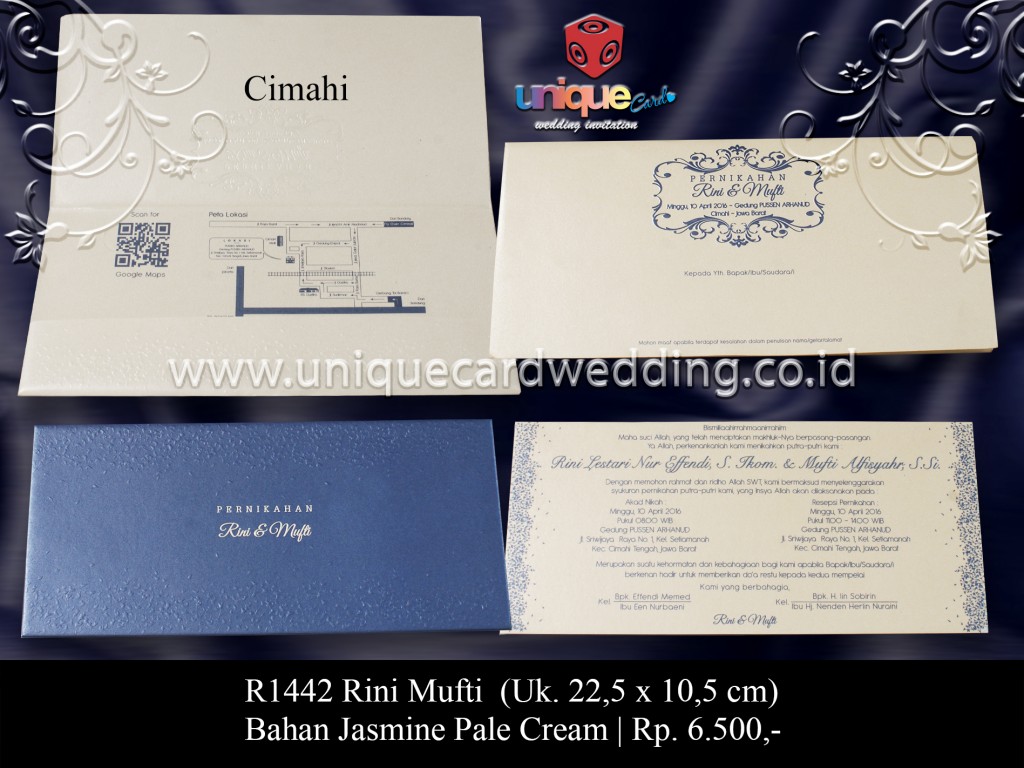 Cimahi
unique Card
wedding invitation
Scan for
Google Maps
Peta Lokasi
PERNIKAHAN
Rini & Mufti
Minggu, 10 April 2016 - Gedung PUSSEN ARHANUD
Cimahi - Jawa Barat
Kepada Yth. Bapak/Ibu/Saudara/i
Mohon maaf apabila terdapat kesalahan dalam penulisan nama/gelar/alamat
www.uniquecardwedding.co.id
PERNIKAHAN
Rini & Mufti
Bismillaahirrahmaanirrahiim
Maha suci Allah, yang telah menciptakan makhluk-Nya berpasang-pasangan.
Ya Allah, perkenankanlah kami menikahkan putra-putri kami :
Rini Lestari Nur Effendi, S. Ikom. & Mufti Alfisyahr, S.Si.
Dengan memohon rahmat dan ridho Allah SWT, kami bermaksud menyelenggarakan
syukuran pernikahan putra-putri kami, yang Insya Allah akan dilaksanakan pada :
Akad Nikah
Minggu, 10 April 2016
Pukul 08.00 WIB
Gedung PUSSEN ARHANUD
Jl. Sriwijaya Raya No. 1, Kel. Setiamanah
Kec. Cimahi Tengah, Jawa Barat
Resepsi Pernikahan :
Minggu, 10 April 2016
Pukul 11.00 - 14.00 WIB
Gedung PUSSEN ARHANUD
Jl. Sriwijaya Raya No. 1, Kel. Setiamanah
Kec. Cimahi Tengah, Jawa Barat
Merupakan suatu kehormatan dan kebahagiaan bagi kami apabila Bapak/Ibu/Saudara/i
berkenan hadir untuk memberikan do'a restu kepada kedua mempelai.
Kami yang berbahagia,
Kel. Bpk. Effendi Memed
Ibu Een Nurbaeni
Kel. Bpk. H. Iin Sobirin
Ibu Hj. Nenden Herlin Nuraini
Rini & Mufti
R1442 Rini Mufti (Uk. 22,5 x 10,5 cm)
Bahan Jasmine Pale Cream | Rp. 6.500,-